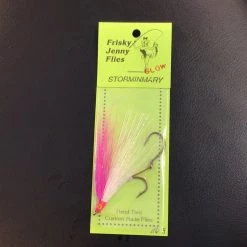 Frisky
Jenny
Flies
GLOW
STORMINMARY
Hand Tied
Custom Made Flies